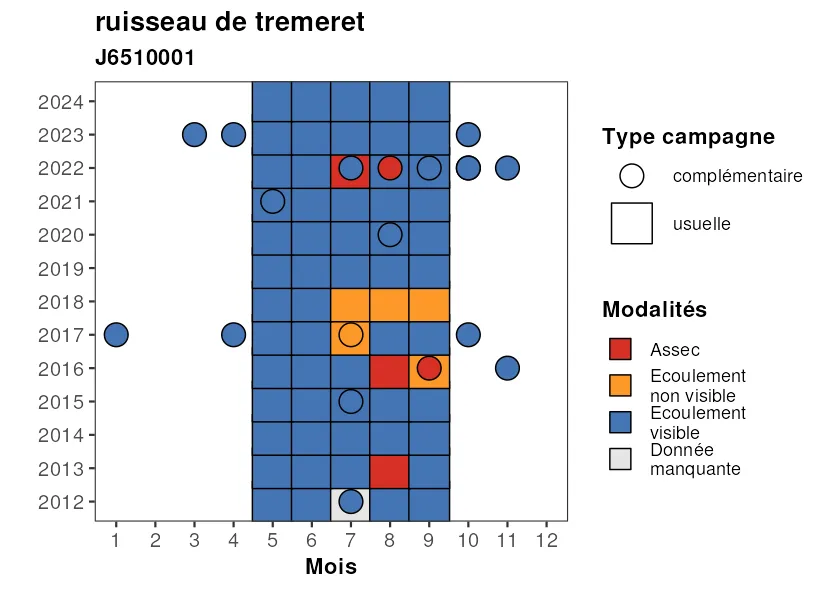 ruisseau de tremeret
J6510001
2024
2023
2022
2021
2020
2019
2018
2017
2016
2015
2014
2013
2012
1 2 3 4 5 6 7 8 9 10 11 12
Mois
Type campagne
complémentaire
usuelle
Modalités
Assec
Ecoulement
non visible
Ecoulement
visible
Donnée
manquante